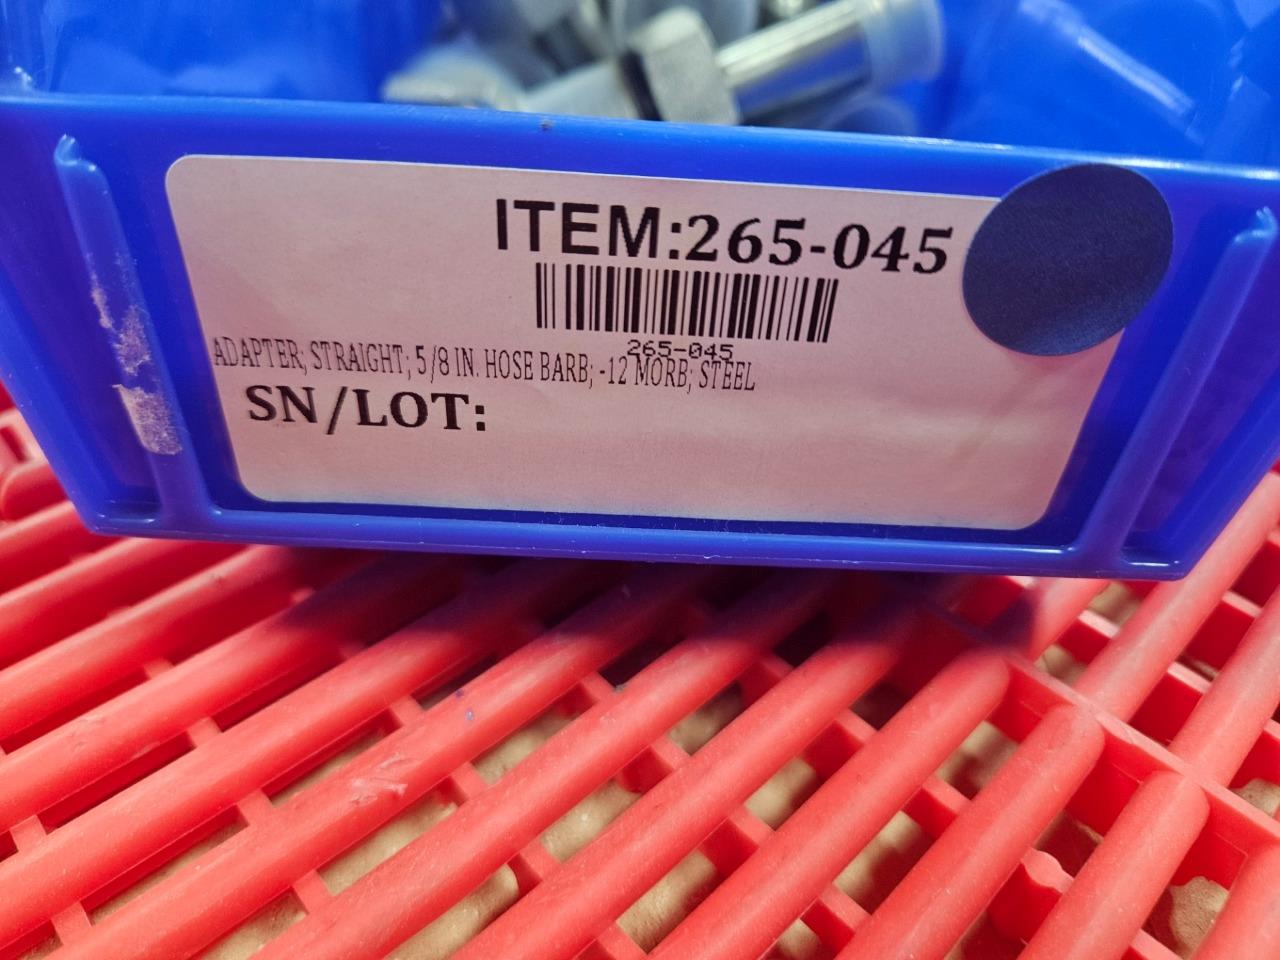 ITEM:265-045
265-045
ADAPTER; STRAIGHT; 5/8 IN. HOSE BARB; -12 MORB; STEEL
SN/LOT: